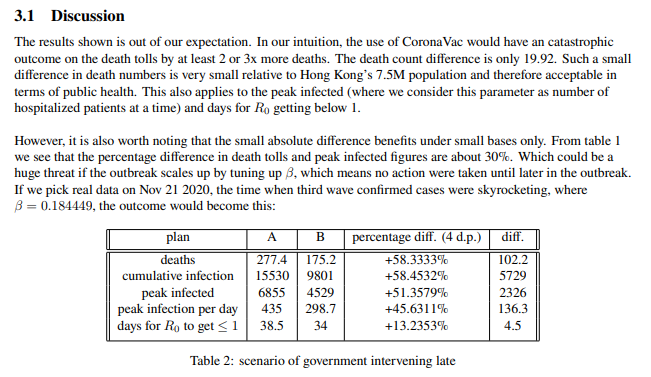 3.1 Discussion
The results shown is out of our expectation. In our intuition, the use of CoronaVac would have an catastrophic
outcome on the death tolls by at least 2 or 3x more deaths. The death count difference is only 19.92. Such a small
difference in death numbers is very small relative to Hong Kong's 7.5M population and therefore acceptable in
terms of public health. This also applies to the peak infected (where we consider this parameter as number of
hospitalized patients at a time) and days for R0 getting below 1.
However, it is also worth noting that the small absolute difference benefits under small bases only. From table 1
we see that the percentage difference in death tolls and peak infected figures are about 30%. Which could be a
huge threat if the outbreak scales up by tuning up β, which means no action were taken until later in the outbreak.
If we pick real data on Nov 21 2020, the time when third wave confirmed cases were skyrocketing, where
β = 0.184449, the outcome would become this:
plan A B percentage diff. (4 d.p.) diff.
deaths 277.4 175.2 +58.3333% 102.2
cumulative infection 15530 9801 +58.4532% 5729
peak infected 6855 4529 +51.3579% 2326
peak infection per day 435 298.7 +45.6311% 136.3
days for R0 to get ≤ 1 38.5 34 +13.2353% 4.5
Table 2: scenario of government intervening late